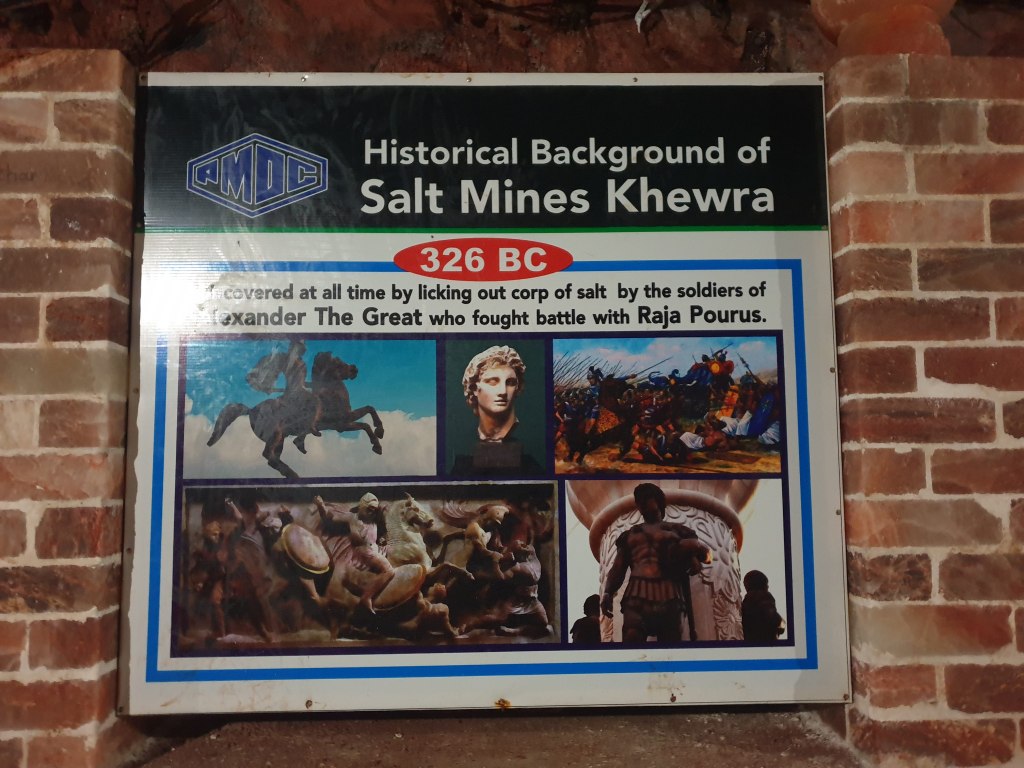 PMDC
Historical Background of
Salt Mines Khewra
326 BC
covered at all time by licking out corp of salt by the soldiers of
The Great who fought battle with Raja Pourus.